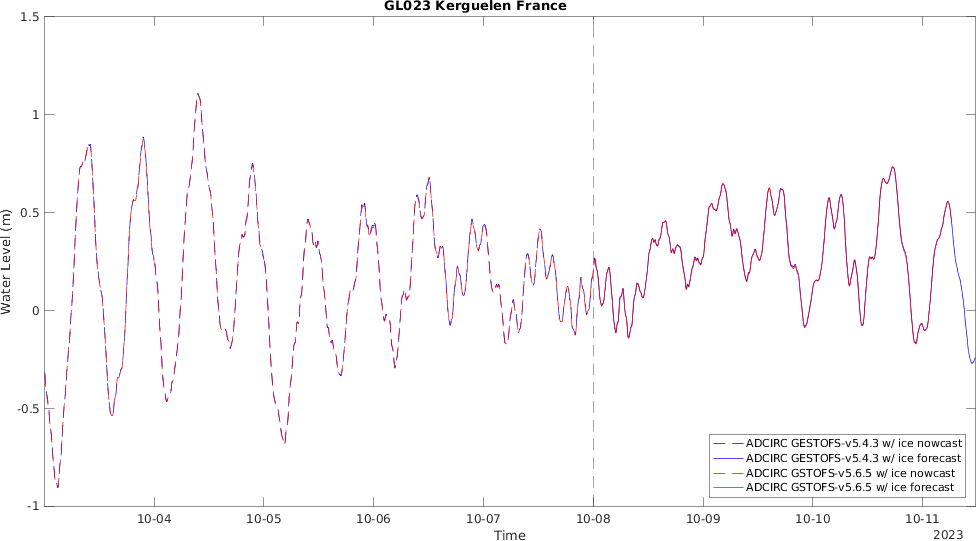 GL023 Kerguelen France
1.5
1
0.5
0
-0.5
-1
Water Level (m)
ADCIRC GESTOFS-v5.4.3 w/ ice nowcast
ADCIRC GESTOFS-v5.4.3 w/ ice forecast
ADCIRC GSTOFS-v5.6.5 w/ ice nowcast
ADCIRC GSTOFS-v5.6.5 w/ ice forecast
10-04 10-05 10-06 10-07 10-08 10-09 10-10 10-11
Time
2023